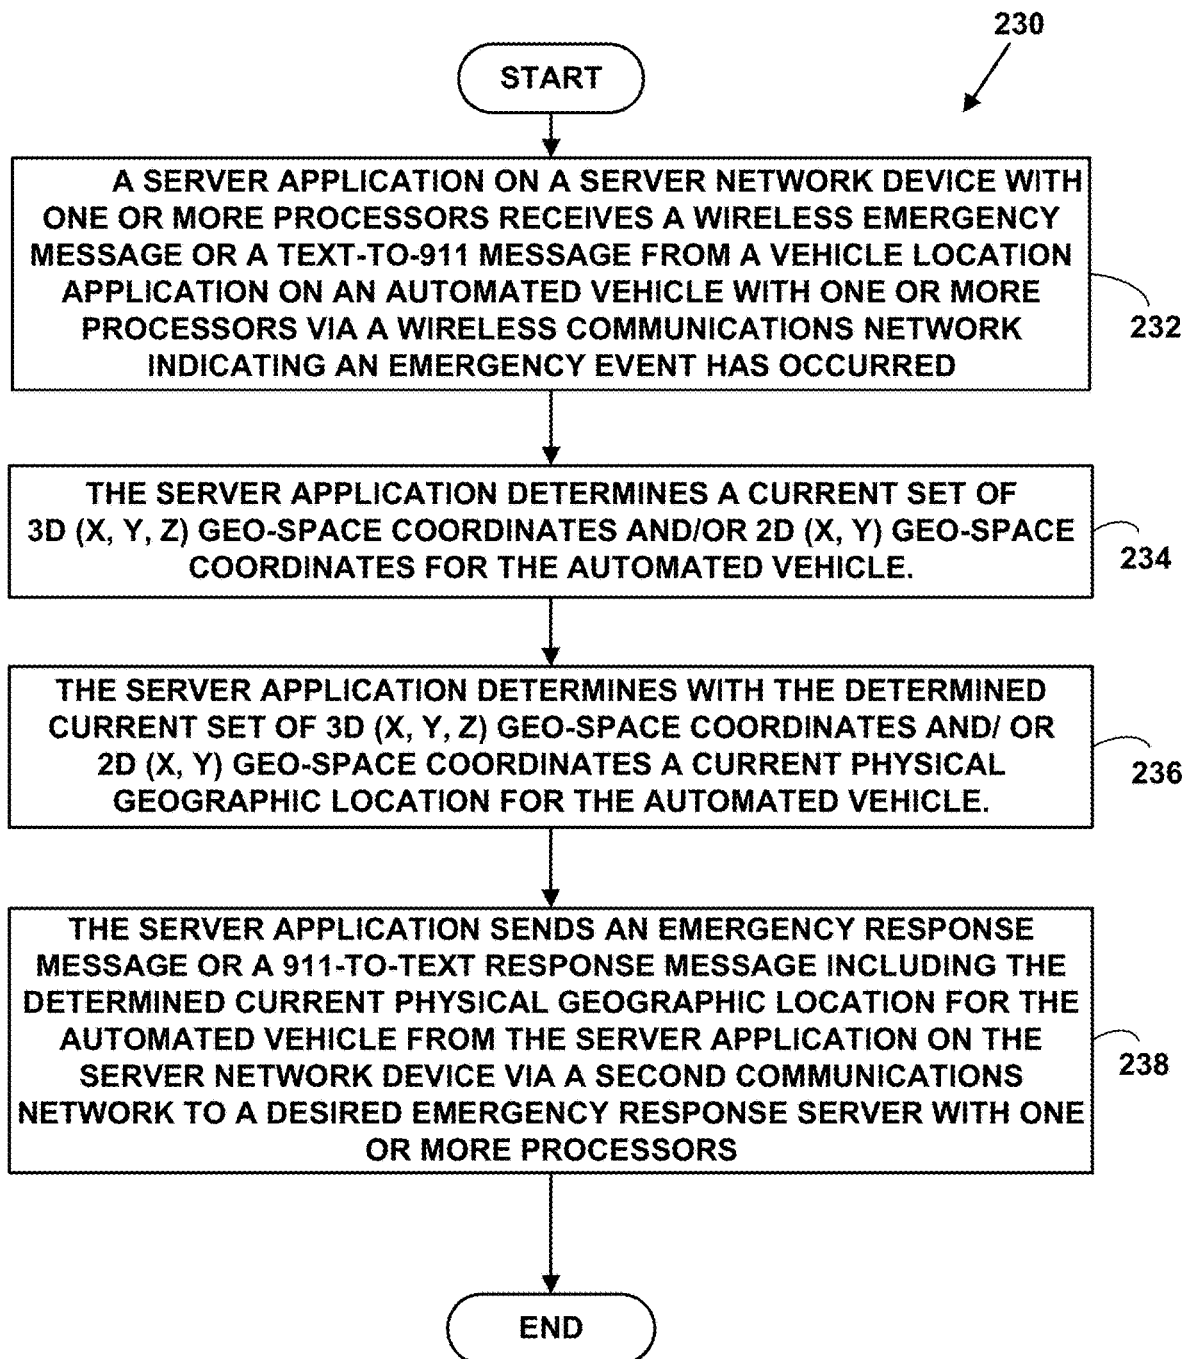 230
START
A SERVER APPLICATION ON A SERVER NETWORK DEVICE WITH
ONE OR MORE PROCESSORS RECEIVES A WIRELESS EMERGENCY
MESSAGE OR A TEXT-TO-911 MESSAGE FROM A VEHICLE LOCATION
APPLICATION ON AN AUTOMATED VEHICLE WITH ONE OR MORE
PROCESSORS VIA A WIRELESS COMMUNICATIONS NETWORK
INDICATING AN EMERGENCY EVENT HAS OCCURRED
232
THE SERVER APPLICATION DETERMINES A CURRENT SET OF
3D (X, Y, Z) GEO-SPACE COORDINATES AND/OR 2D (X, Y) GEO-SPACE
COORDINATES FOR THE AUTOMATED VEHICLE.
234
THE SERVER APPLICATION DETERMINES WITH THE DETERMINED
CURRENT SET OF 3D (X, Y, Z) GEO-SPACE COORDINATES AND/ OR
2D (X, Y) GEO-SPACE COORDINATES A CURRENT PHYSICAL
GEOGRAPHIC LOCATION FOR THE AUTOMATED VEHICLE.
236
THE SERVER APPLICATION SENDS AN EMERGENCY RESPONSE
MESSAGE OR A 911-TO-TEXT RESPONSE MESSAGE INCLUDING THE
DETERMINED CURRENT PHYSICAL GEOGRAPHIC LOCATION FOR THE
AUTOMATED VEHICLE FROM THE SERVER APPLICATION ON THE
SERVER NETWORK DEVICE VIA A SECOND COMMUNICATIONS
NETWORK TO A DESIRED EMERGENCY RESPONSE SERVER WITH ONE
OR MORE PROCESSORS
238
END